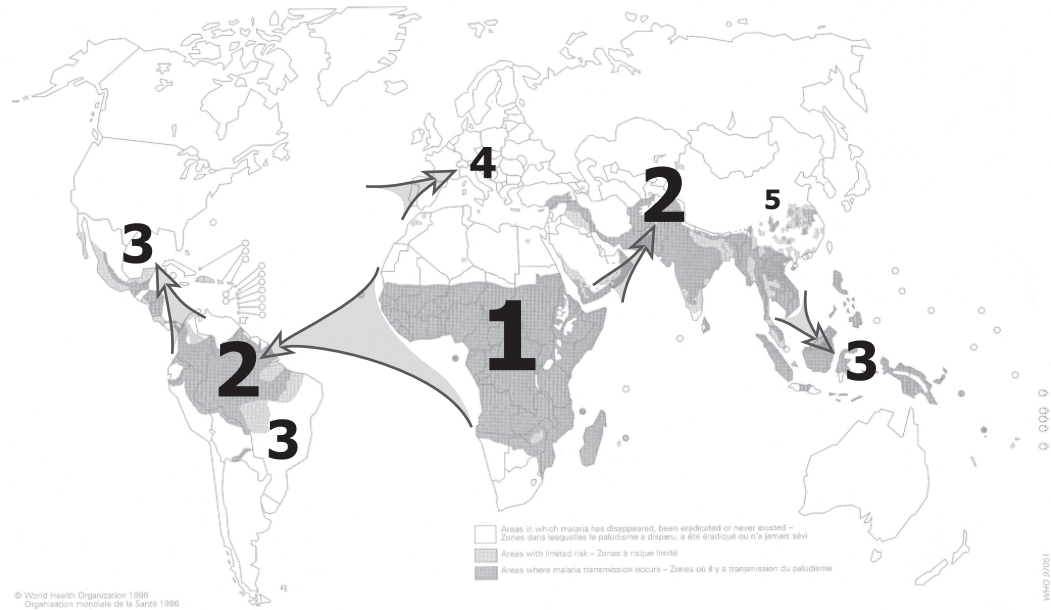 4
2
5
3
1
2
3
3
Areas in which malaria has disappeared, been eradicated or never existed –
Zones dans lesquelles le paludisme a disparu, a été éradiqué ou n'a jamais sévi
Areas with limited risk – Zones à risque limité
Areas where malaria transmission occurs – Zones où il y a transmission du paludisme
© World Health Organization 1996
Organisation mondiale de la Santé 1996
WHO 97051